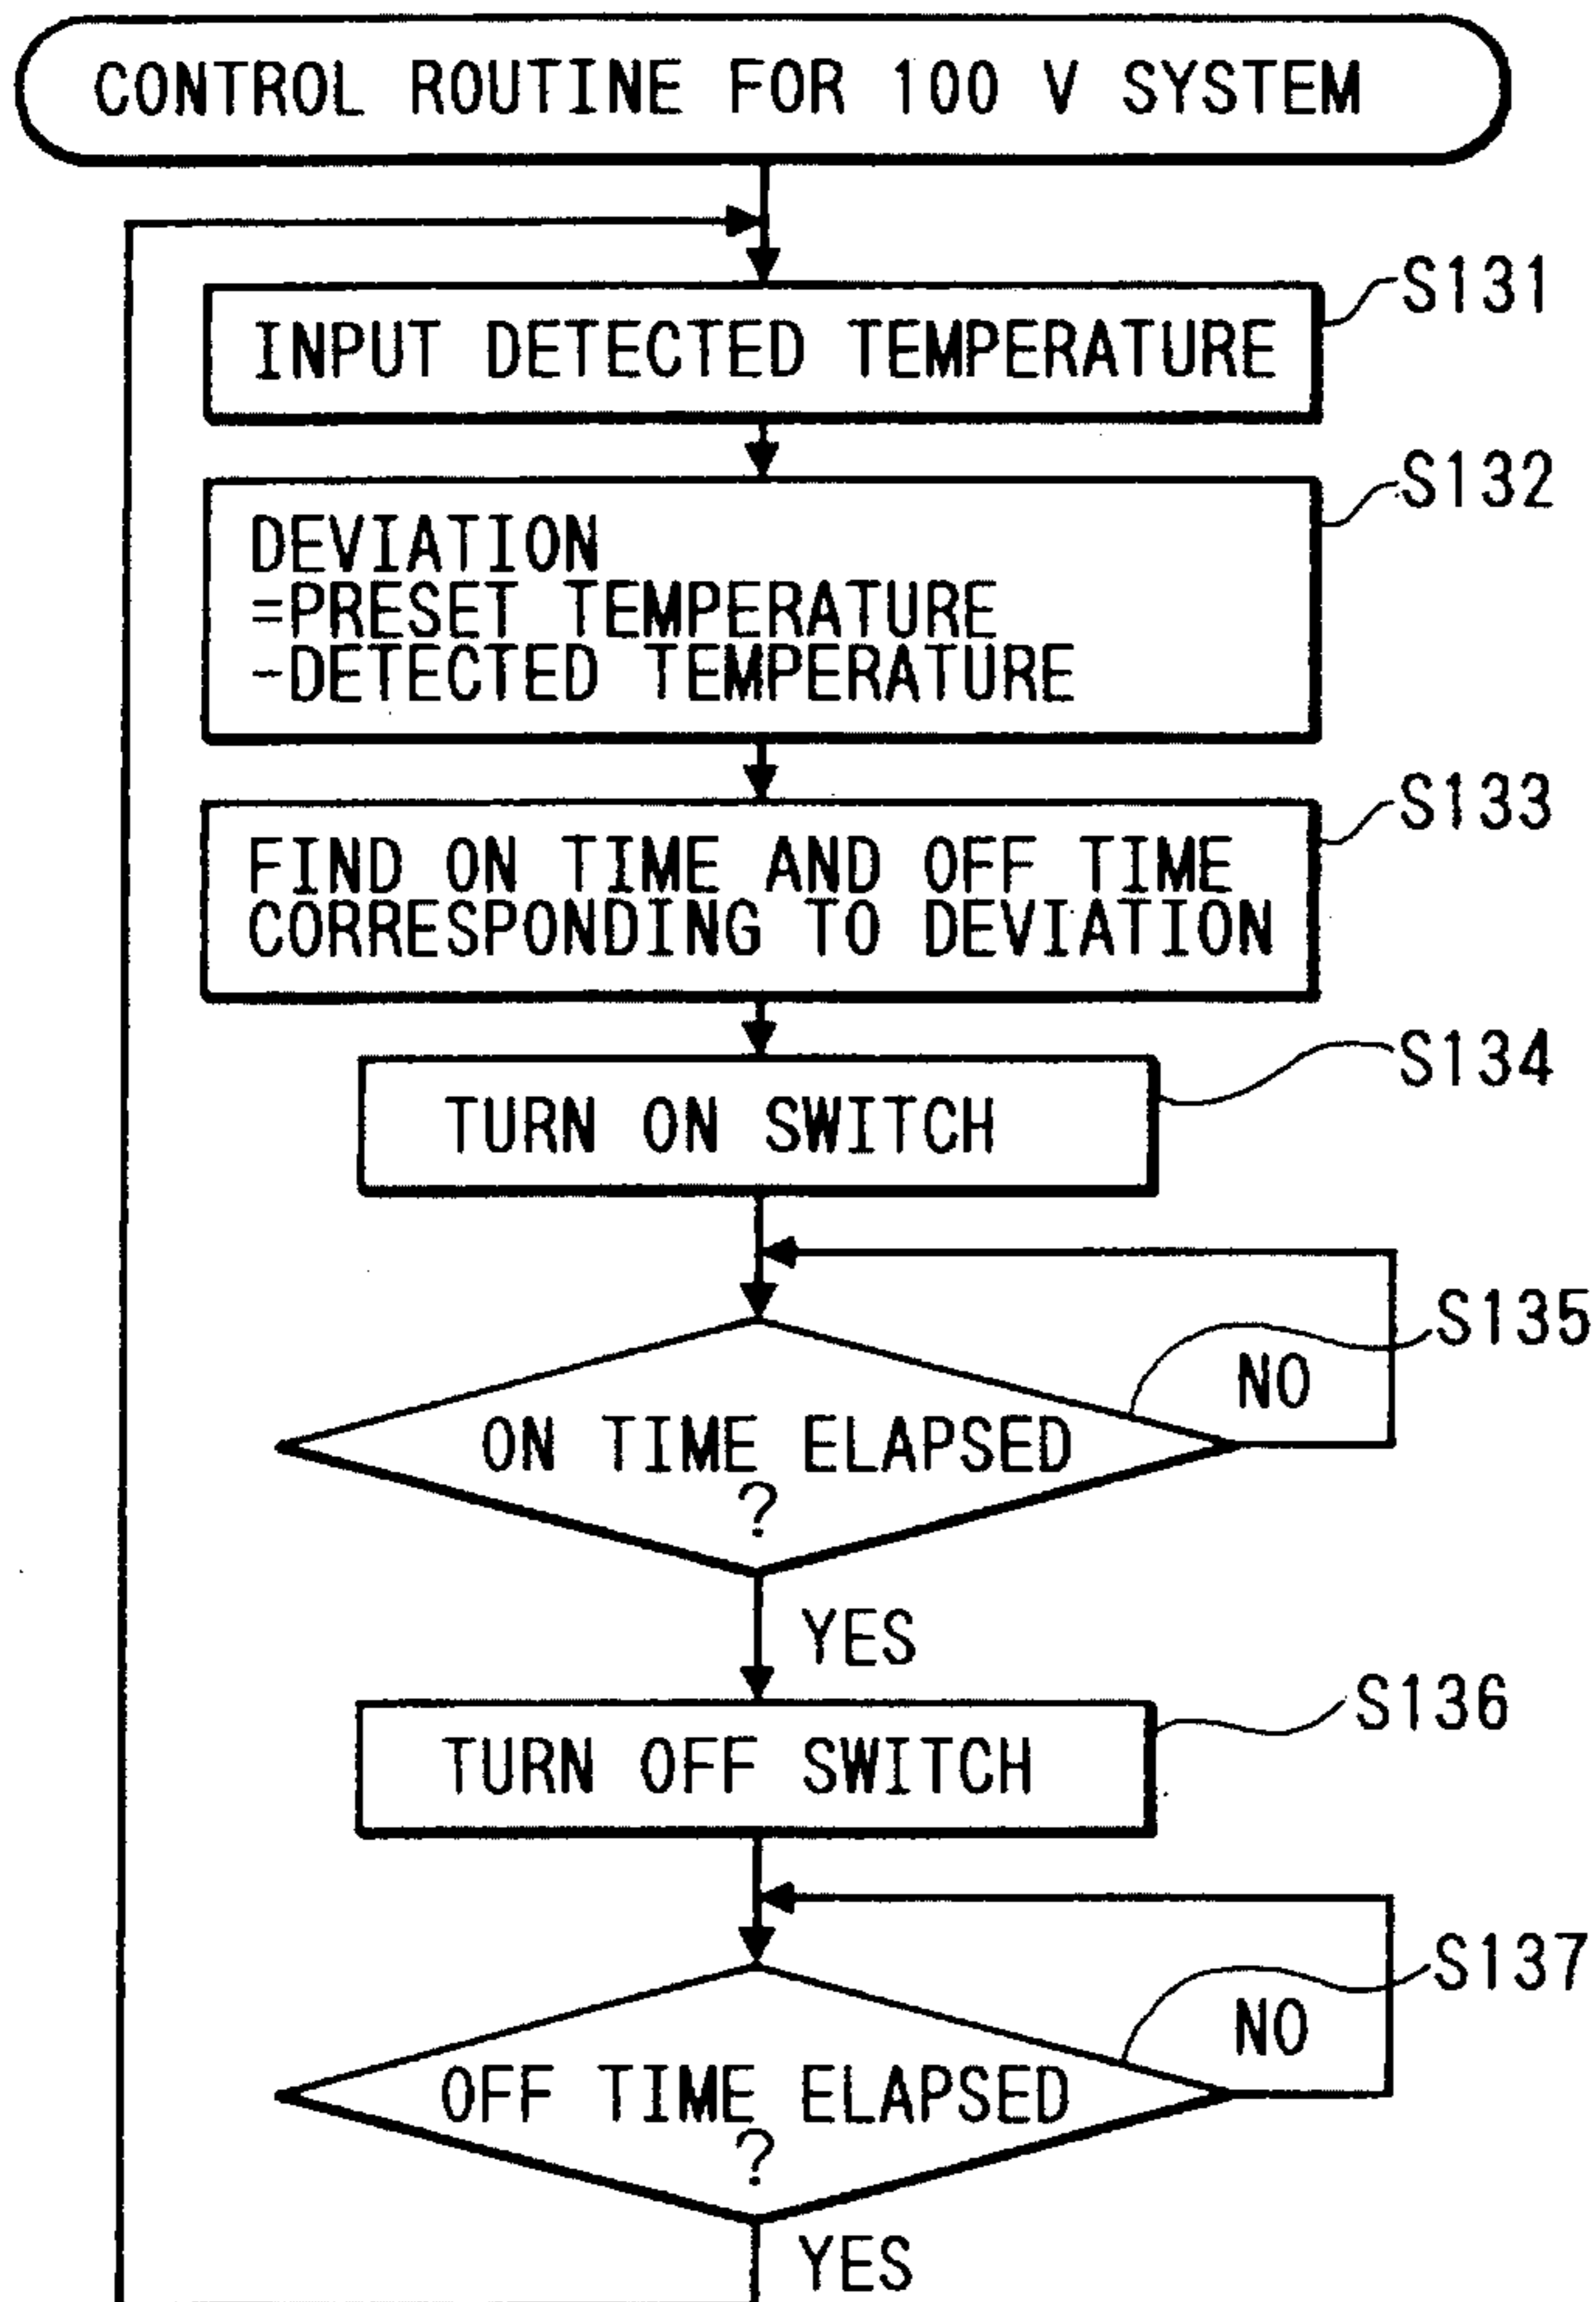 CONTROL ROUTINE FOR 100 V SYSTEM
S131
INPUT DETECTED TEMPERATURE
S132
DEVIATION
=PRESET TEMPERATURE
-DETECTED TEMPERATURE
S133
FIND ON TIME AND OFF TIME
CORRESPONDING TO DEVIATION
S134
TURN ON SWITCH
S135
NO
ON TIME ELAPSED
?
YES
S136
TURN OFF SWITCH
S137
NO
OFF TIME ELAPSED
?
YES